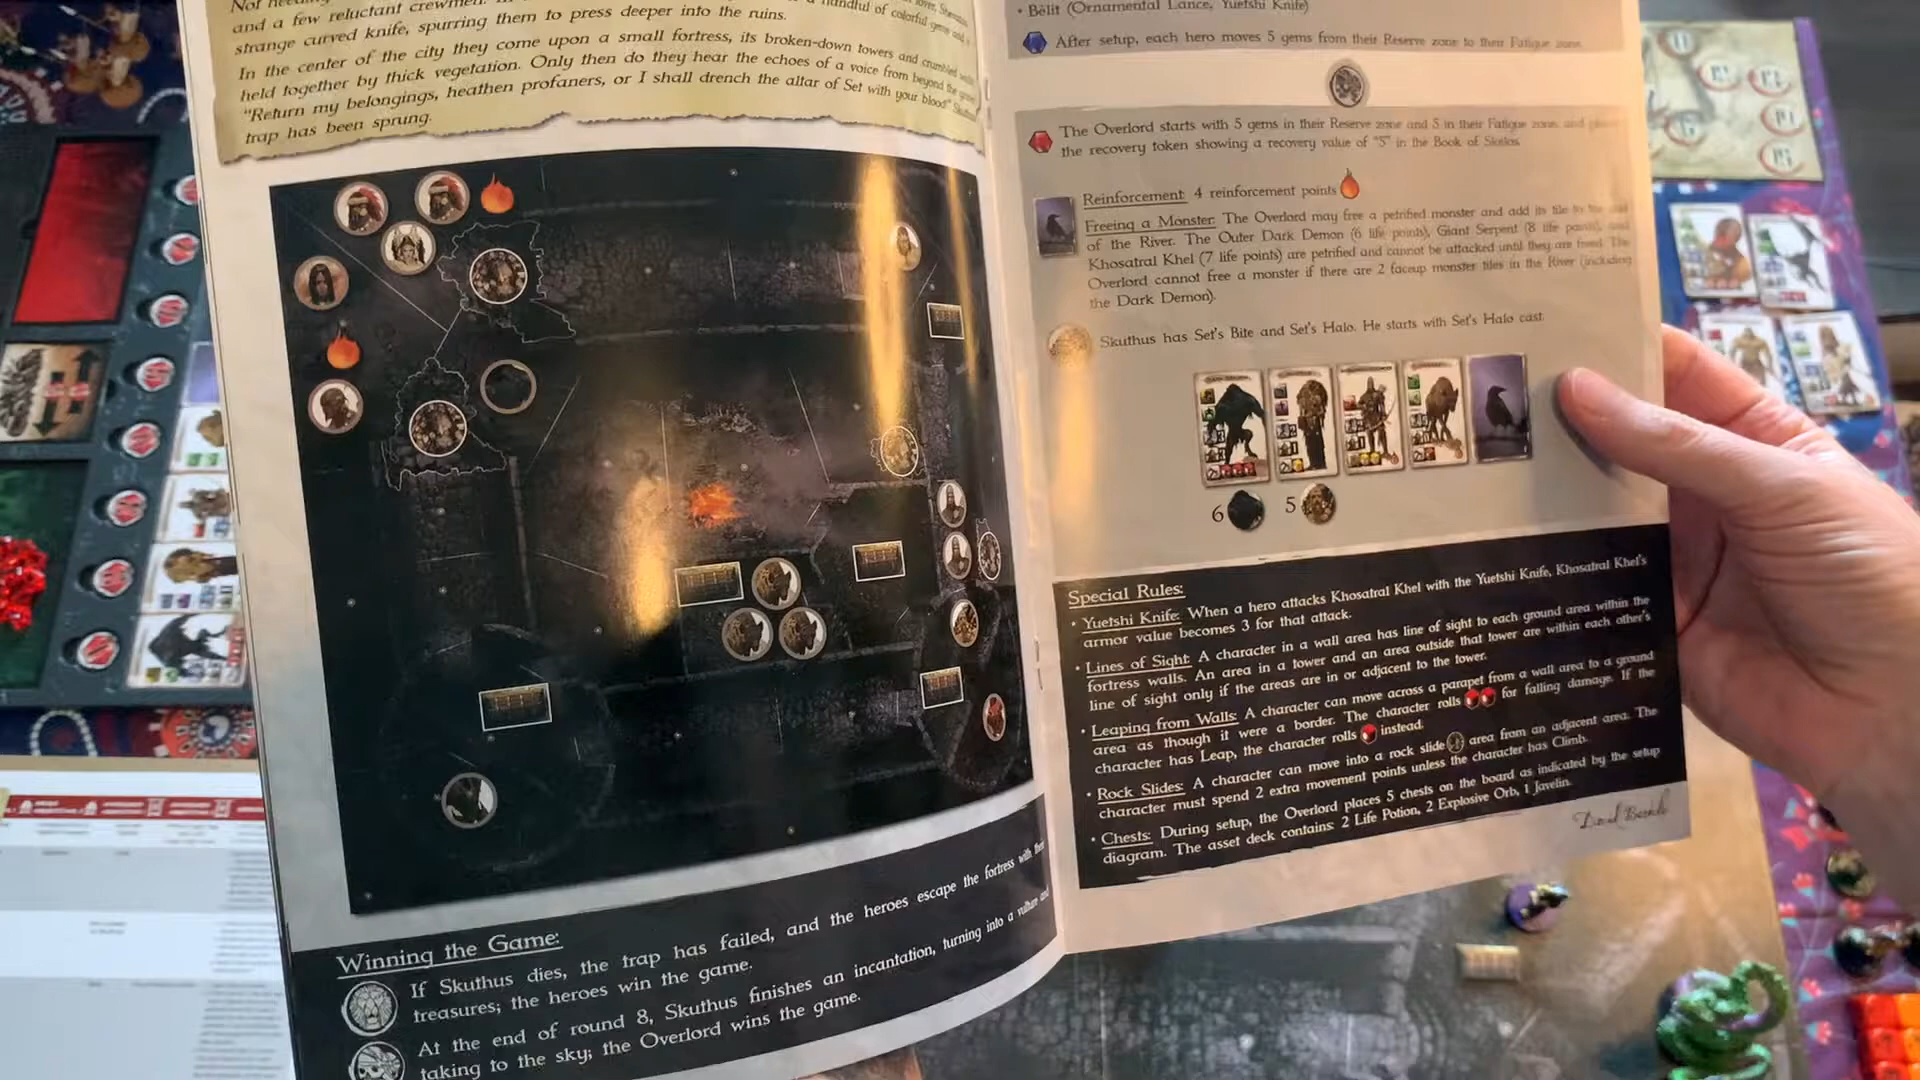 and a few reluctant crewmen.
handful of colorful gems and a
strange curved knife, spurring them to press deeper into the ruins.
In the center of the city they come upon a small fortress, its broken-down towers and crumbled walls
held together by thick vegetation. Only then do they hear the echoes of a voice from beyond the grave
"Return my belongings, heathen profaners, or I shall drench the altar of Set with your blood!"
trap has been sprung.
Winning the Game:
If Skuthus dies, the trap has failed, and the heroes escape the fortress with their
treasures; the heroes win the game.
At the end of round 8, Skuthus finishes an incantation, turning into a vulture and
taking to the sky; the Overlord wins the game.
• Bêlit (Ornamental Lance, Yuetshi Knife)
After setup, each hero moves 5 gems from their Reserve zone to their Fatigue zone.
The Overlord starts with 5 gems in their Reserve zone and 5 in their Fatigue zone, and
the recovery token showing a recovery value of "5" in the Book of Skelos.
Reinforcement: 4 reinforcement points
Freeing a Monster: The Overlord may free a petrified monster and add its tile to the end
of the River. The Outer Dark Demon (6 life points), Giant Serpent (8 life points), and
Khosatral Khel (7 life points) are petrified and cannot be attacked until they are freed. The
Overlord cannot free a monster if there are 2 faceup monster tiles in the River (including
the Dark Demon).
Skuthus has Set's Bite and Set's Halo. He starts with Set's Halo cast.
6 5
Special Rules:
• Yuetshi Knife: When a hero attacks Khosatral Khel with the Yuetshi Knife, Khosatral Khel's
armor value becomes 3 for that attack.
• Lines of Sight: A character in a wall area has line of sight to each ground area within the
fortress walls. An area in a tower and an area outside that tower are within each other's
line of sight only if the areas are in or adjacent to the tower.
• Leaping from Walls: A character can move across a parapet from a wall area to a ground
area as though it were a border. The character rolls for falling damage. If the
character has Leap, the character rolls instead.
• Rock Slides: A character can move into a rock slide area from an adjacent area. The
character must spend 2 extra movement points unless the character has Climb.
• Chests: During setup, the Overlord places 5 chests on the board as indicated by the setup
diagram. The asset deck contains: 2 Life Potion, 2 Explosive Orb, 1 Javelin.